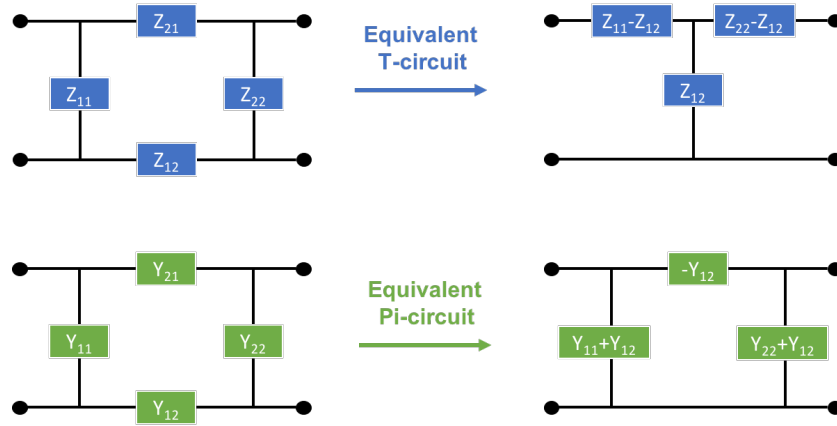 Z21
Equivalent
T-circuit
Z11-Z12
Z22-Z12
Z11
Z22
Z12
Z12
Y21
Equivalent
Pi-circuit
-Y12
Y11
Y22
Y11+Y12
Y22+Y12
Y12